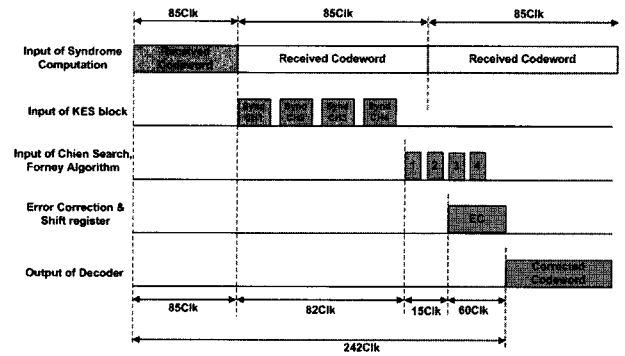 85Clk 85Clk 85Clk
Input of Syndrome
Computation
Received
Codeword
Received Codeword
Received Codeword
Input of KES block
Input of Chien Search,
Forney Algorithm
1 2 3 4
Error Correction &
Shift register
EC
Output of Decoder
Corrected
Codeword
85Clk 82Clk 15Clk 60Clk
242Clk